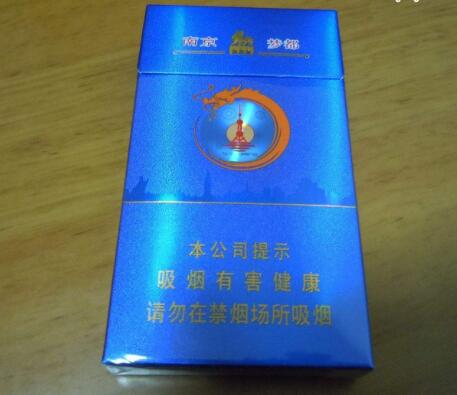 南京 梦都
本公司提示
吸烟有害健康
请勿在禁烟场所吸烟